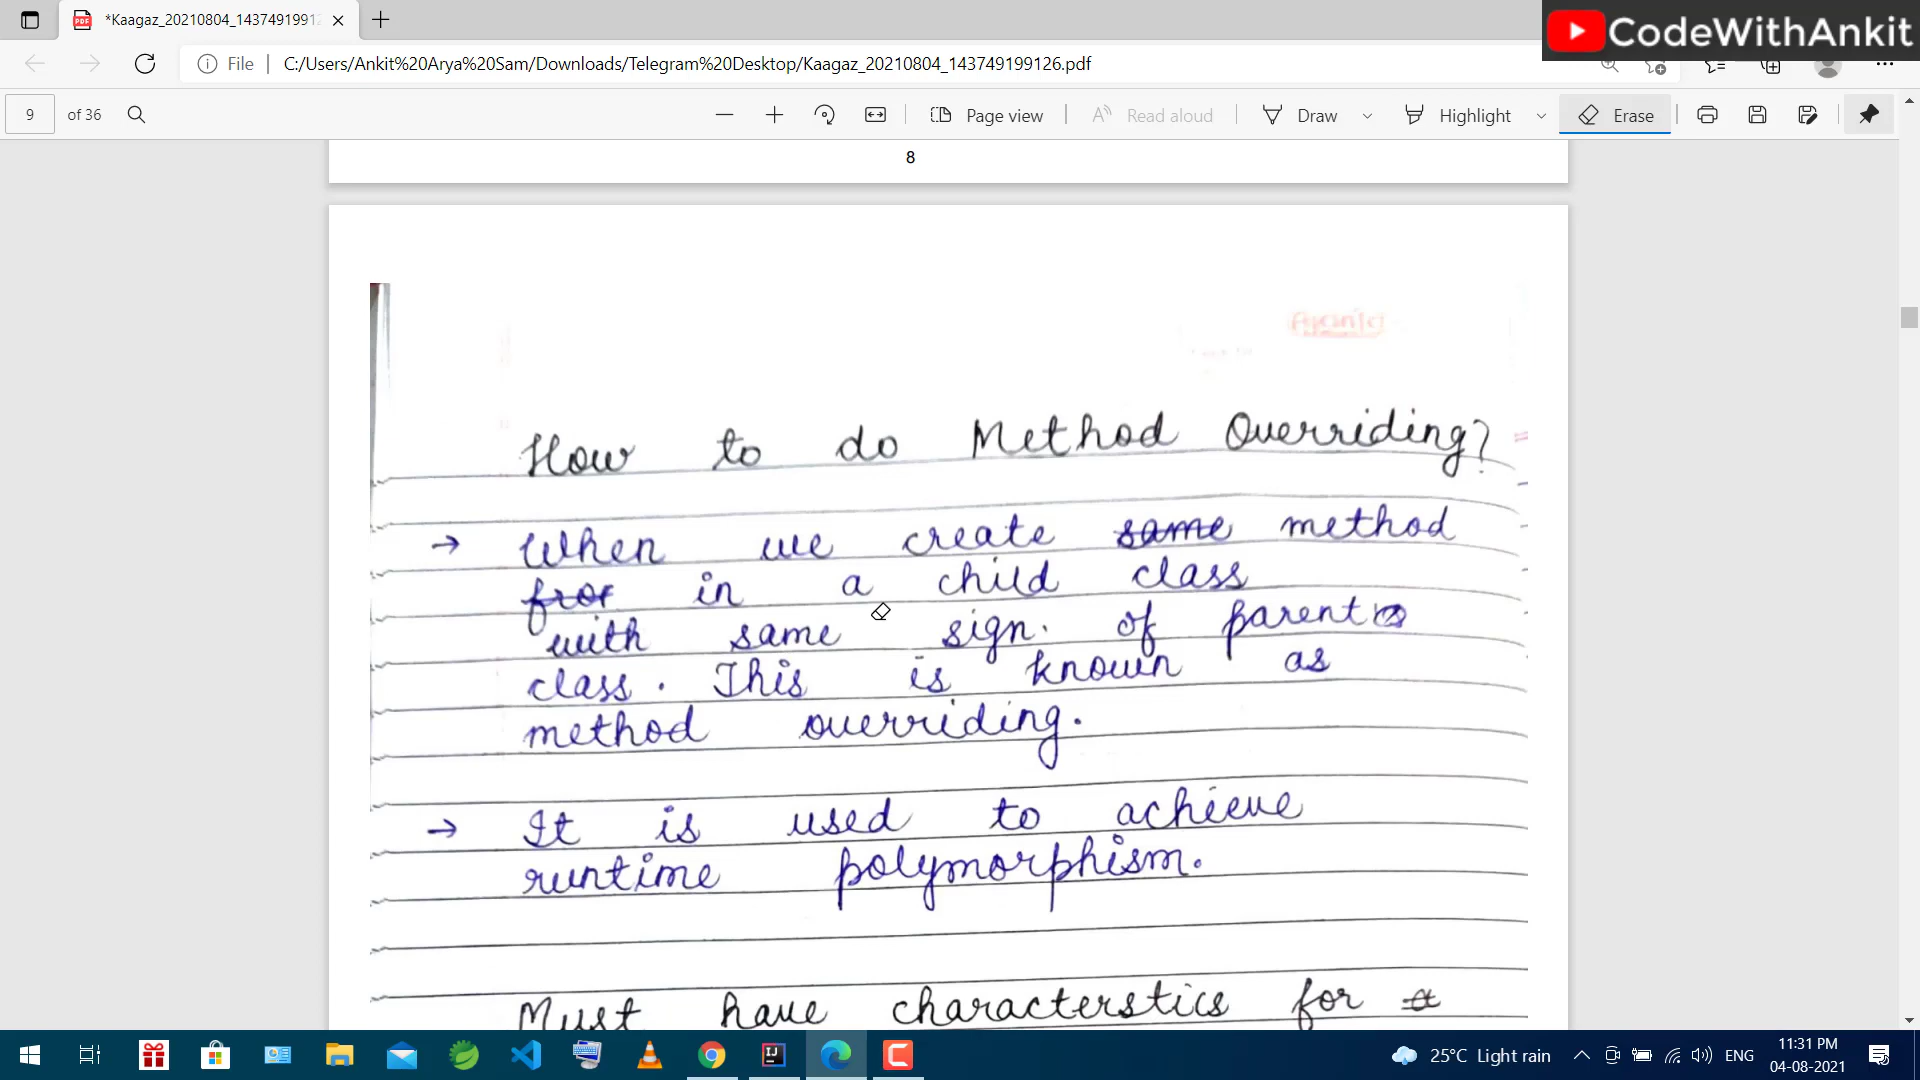 *Kaagaz_20210804_14374919912
CodeWithAnkit
File
C:/Users/Ankit%20Arya%20Sam/Downloads/Telegram%20Desktop/Kaagaz_20210804_143749199126.pdf
9 of 36
Page view
Read aloud
Draw
Highlight
Erase
8
How to do Method Overriding?
→ When we create same method
in a child class
with same sign. of parent
class. This is known as
method overriding.
→ It is used to achieve
runtime polymorphism.
Must have characterstics for
25°C Light rain
ENG
11:31 PM
04-08-2021